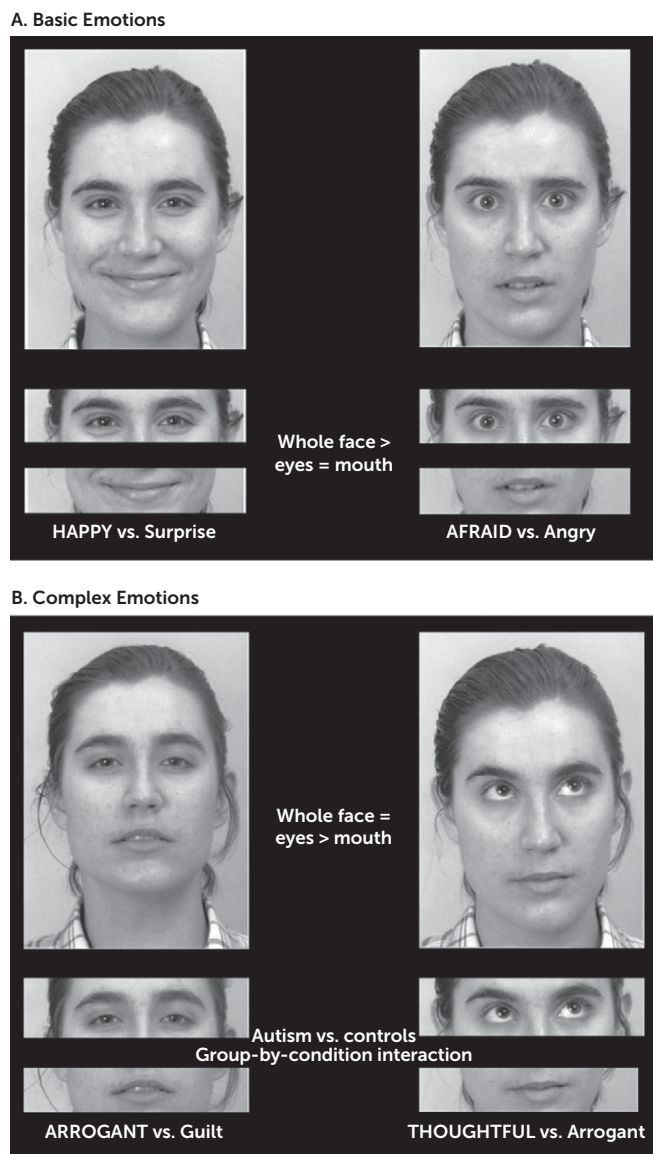 A. Basic Emotions
Whole face >
eyes = mouth
HAPPY vs. Surprise
AFRAID vs. Angry
B. Complex Emotions
Whole face =
eyes > mouth
Autism vs. controls
Group-by-condition interaction
ARROGANT vs. Guilt
THOUGHTFUL vs. Arrogant